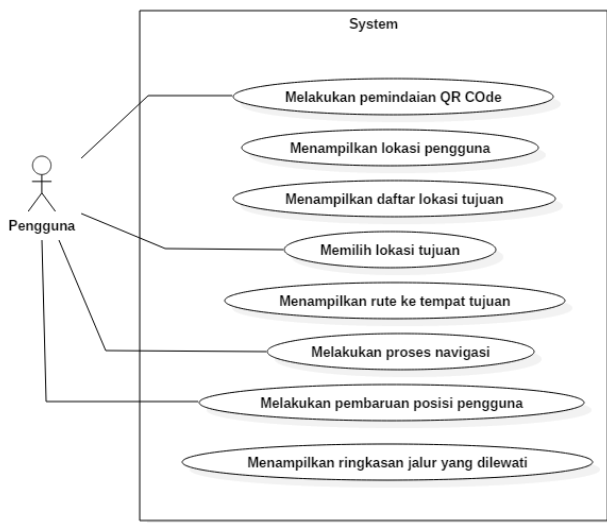 System
Melakukan pemindaian QR COde
Menampilkan lokasi pengguna
Menampilkan daftar lokasi tujuan
Pengguna
Memilih lokasi tujuan
Menampilkan rute ke tempat tujuan
Melakukan proses navigasi
Melakukan pembaruan posisi pengguna
Menampilkan ringkasan jalur yang dilewati